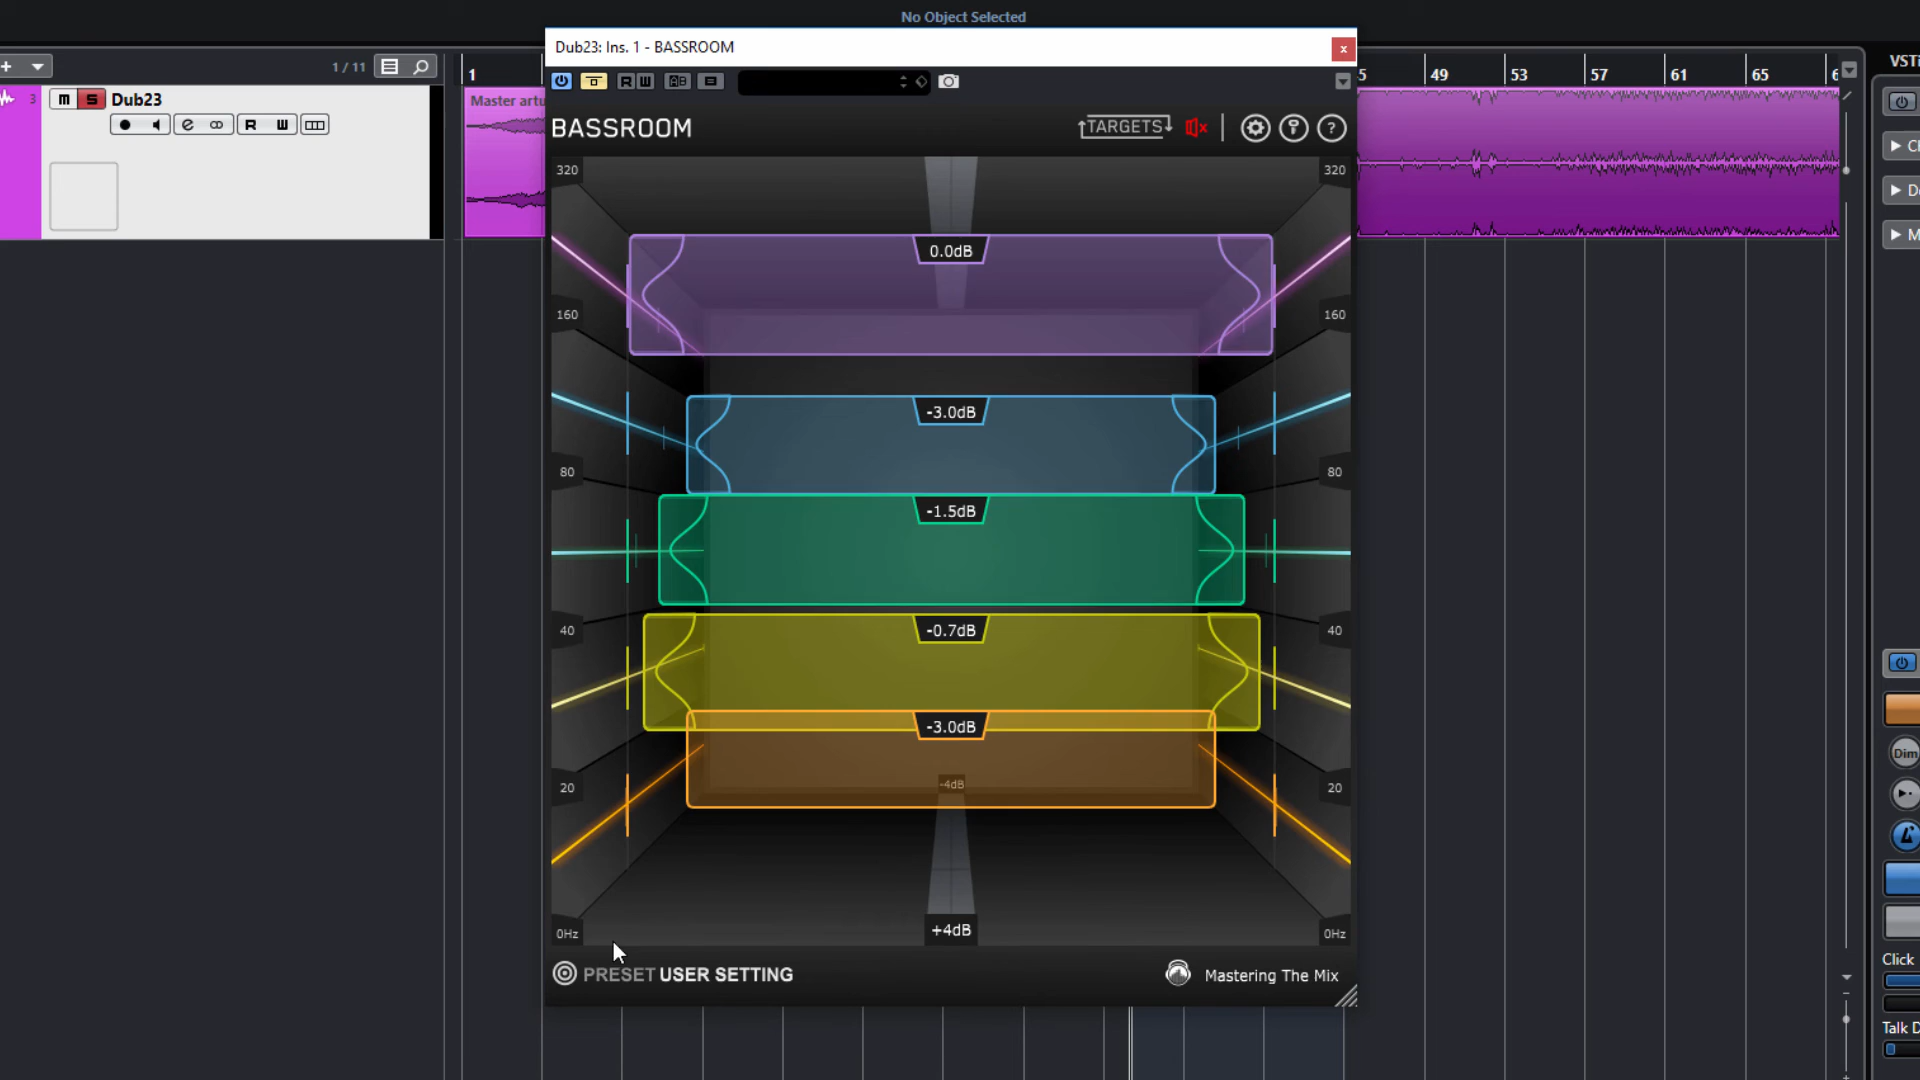 No Object Selected
Dub23: Ins. 1 - BASSROOM
x
1 / 11
1
49
53
57
61
65
3
m S Dub23
R W
Master artu
BASSROOM
TARGETS
?
320
320
0.0dB
160
160
-3.0dB
80
80
-1.5dB
40
40
-0.7dB
-3.0dB
-4dB
20
20
+4dB
0Hz
0Hz
PRESET USER SETTING
Mastering The Mix
VSTi
Dim
Click
Talk D